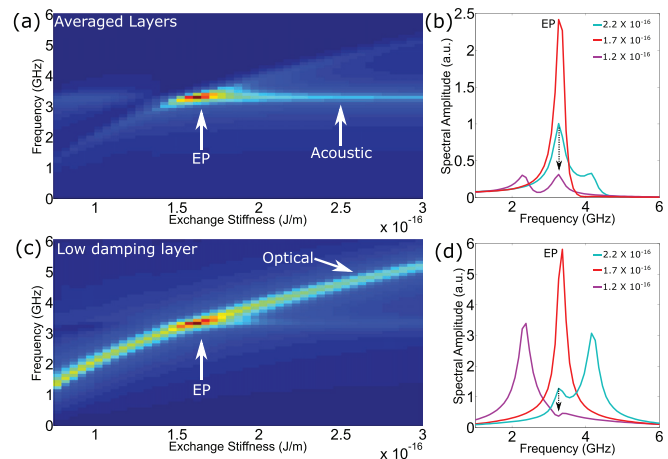 (a)
Averaged Layers
Frequency (GHz)
6
5
4
3
2
1
0
EP
Acoustic
1
1.5
2
2.5
3
Exchange Stiffness (J/m)
x 10⁻¹⁶
(b)
Spectral Amplitude (a.u.)
2.5
2
1.5
1
0.5
0
EP
2.2 X 10⁻¹⁶
1.7 X 10⁻¹⁶
1.2 X 10⁻¹⁶
2
4
6
Frequency (GHz)
(c)
Low damping layer
Frequency (GHz)
6
5
4
3
2
1
0
Optical
EP
1
1.5
2
2.5
3
Exchange Stiffness (J/m)
x 10⁻¹⁶
(d)
Spectral Amplitude (a.u.)
6
5
4
3
2
1
0
EP
2.2 X 10⁻¹⁶
1.7 X 10⁻¹⁶
1.2 X 10⁻¹⁶
2
4
6
Frequency (GHz)